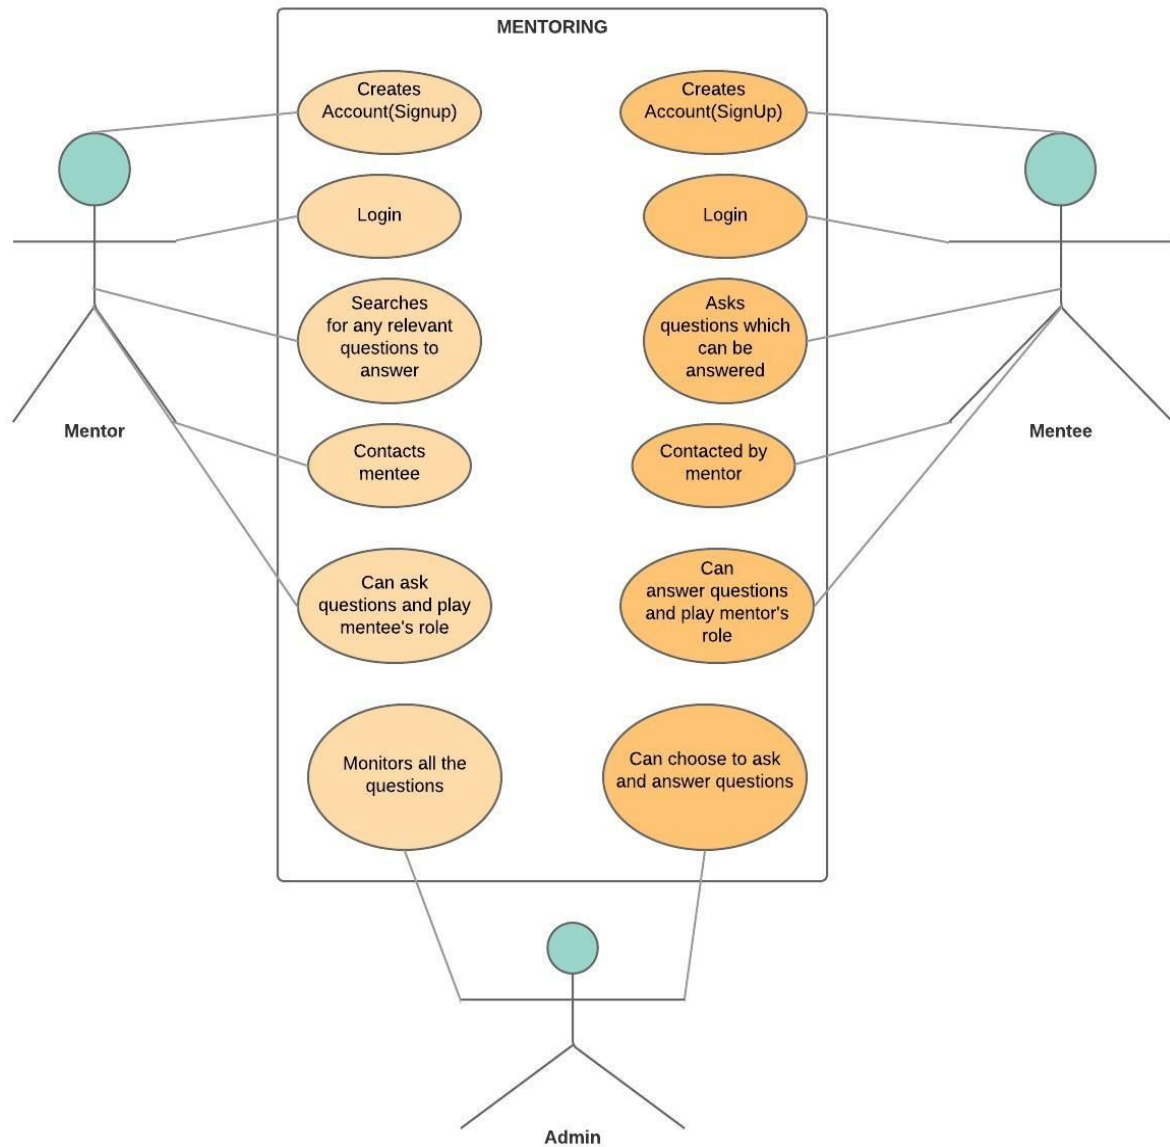 MENTORING
Creates
Account(Signup)
Creates
Account(SignUp)
Login
Login
Searches
for any relevant
questions to
answer
Asks
questions which
can be
answered
Mentor
Mentee
Contacts
mentee
Contacted by
mentor
Can ask
questions and play
mentee's role
Can
answer questions
and play mentor's
role
Monitors all the
questions
Can choose to ask
and answer questions
Admin